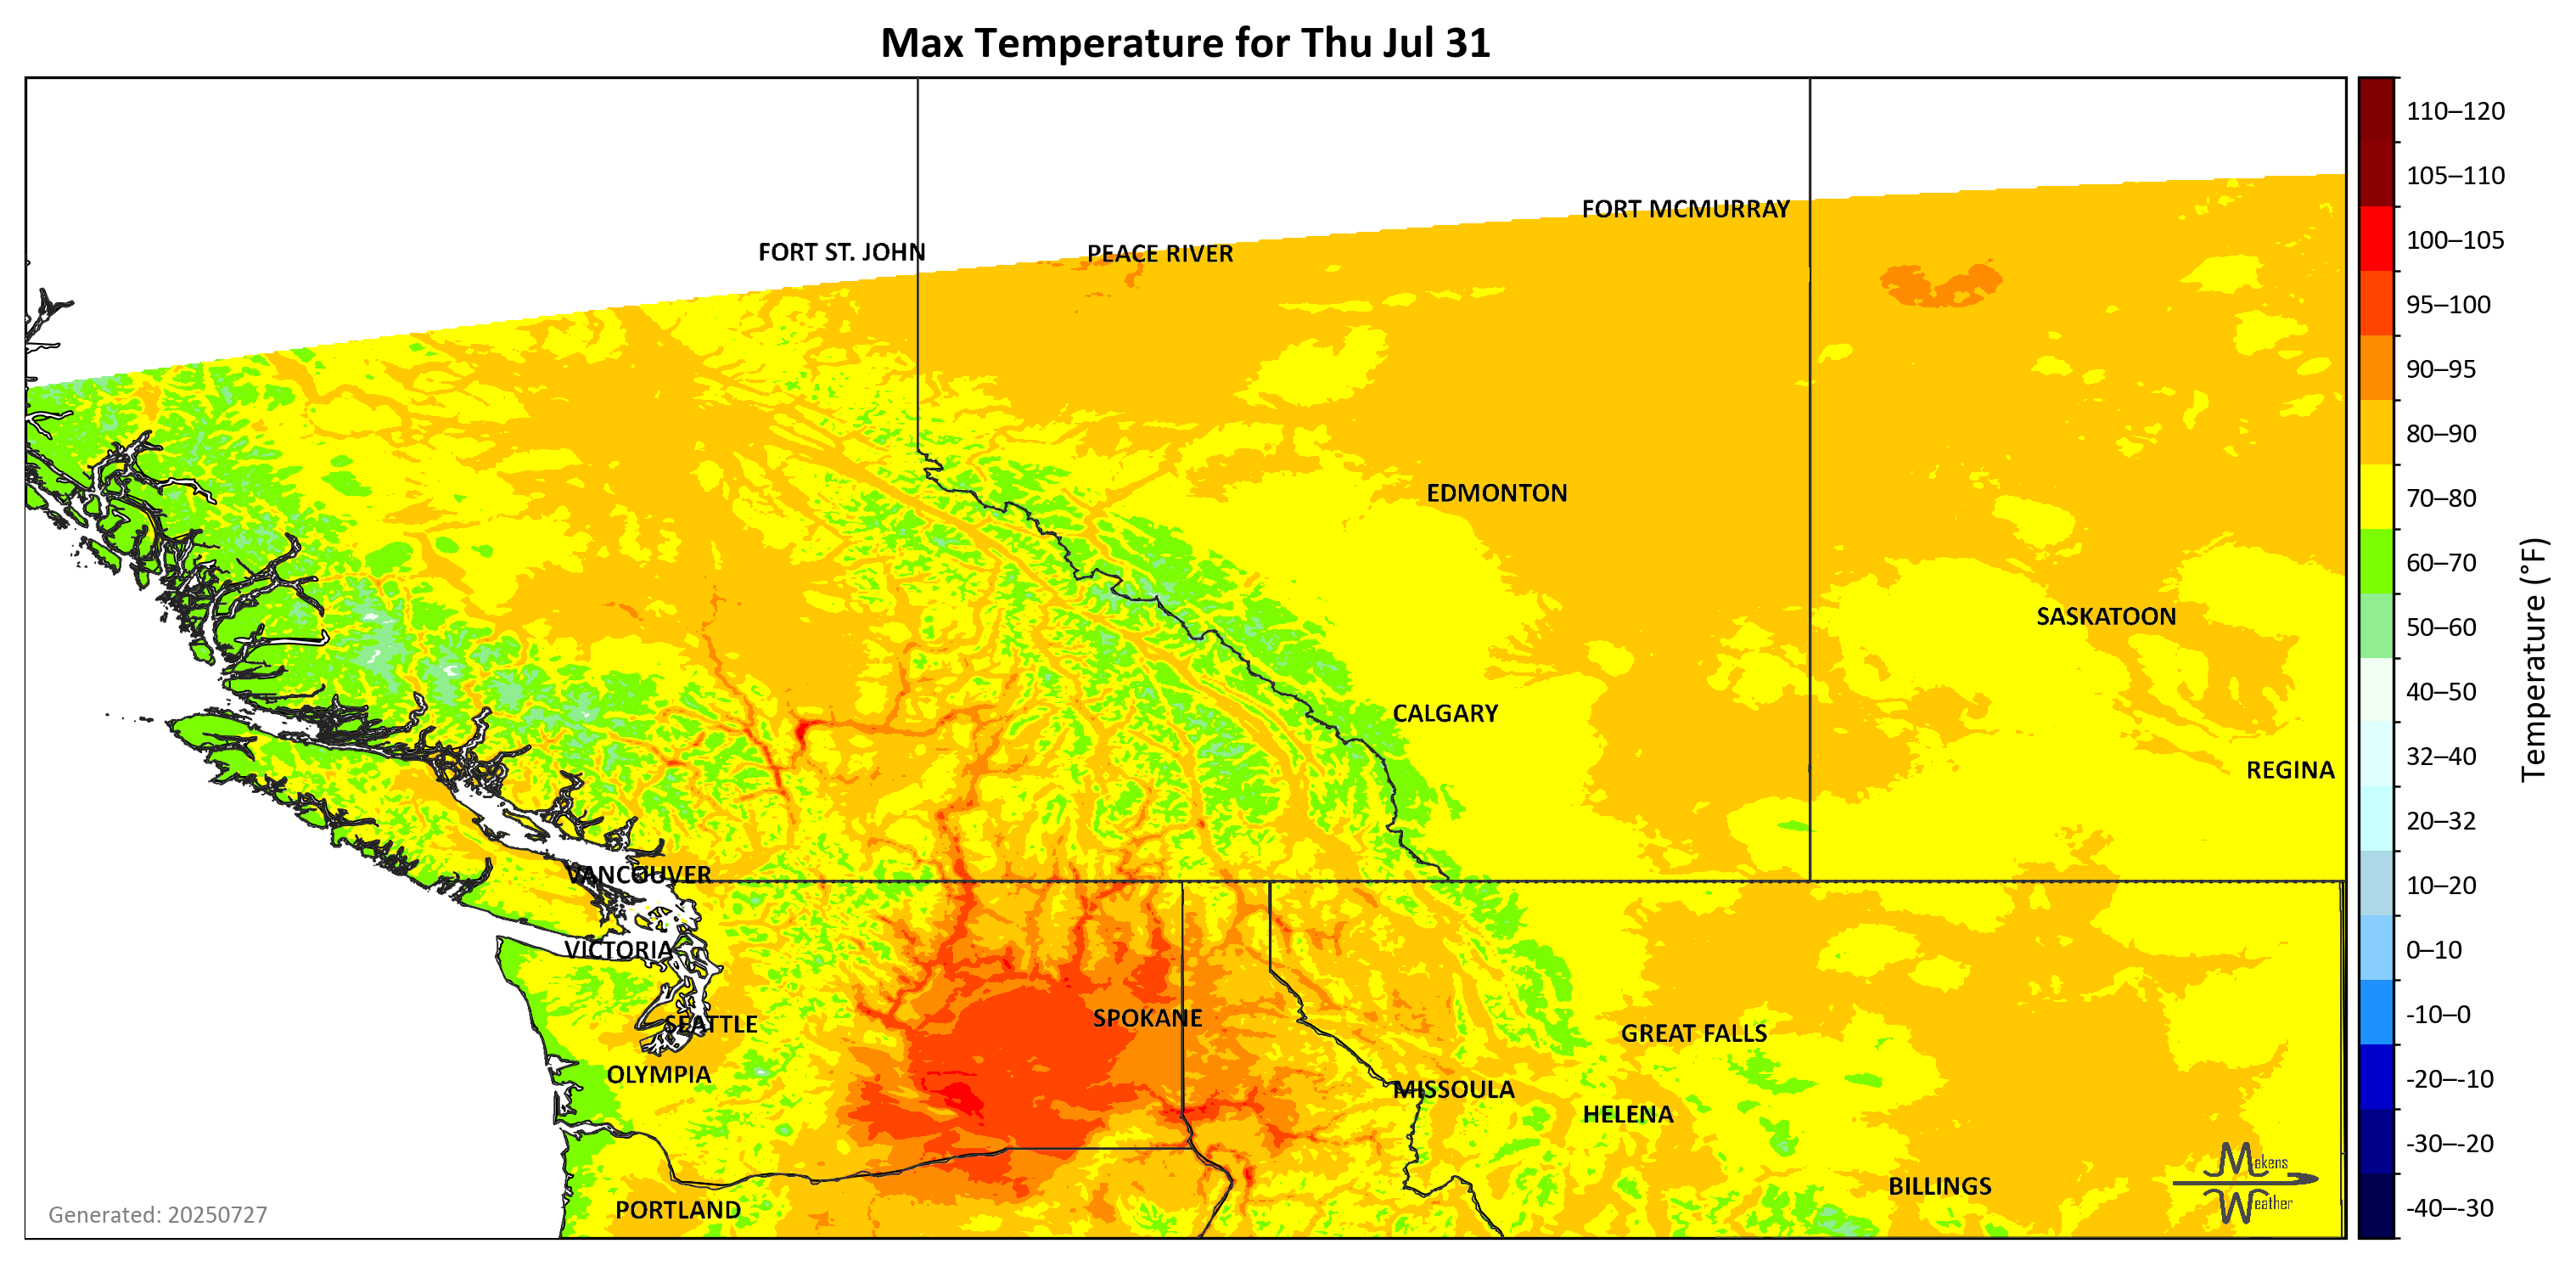 Max Temperature for Thu Jul 31
110–120
105–110
FORT MCMURRAY
100–105
FORT ST. JOHN
PEACE RIVER
95–100
90–95
80–90
EDMONTON
70–80
60–70
SASKATOON
50–60
Temperature (°F)
40–50
CALGARY
32–40
REGINA
20–32
VANCOUVER
10–20
VICTORIA
0–10
SPOKANE
SEATTLE
GREAT FALLS
-10–0
OLYMPIA
MISSOULA
-20–-10
HELENA
-30–-20
Makens
Weather
BILLINGS
PORTLAND
-40–-30
Generated: 20250727